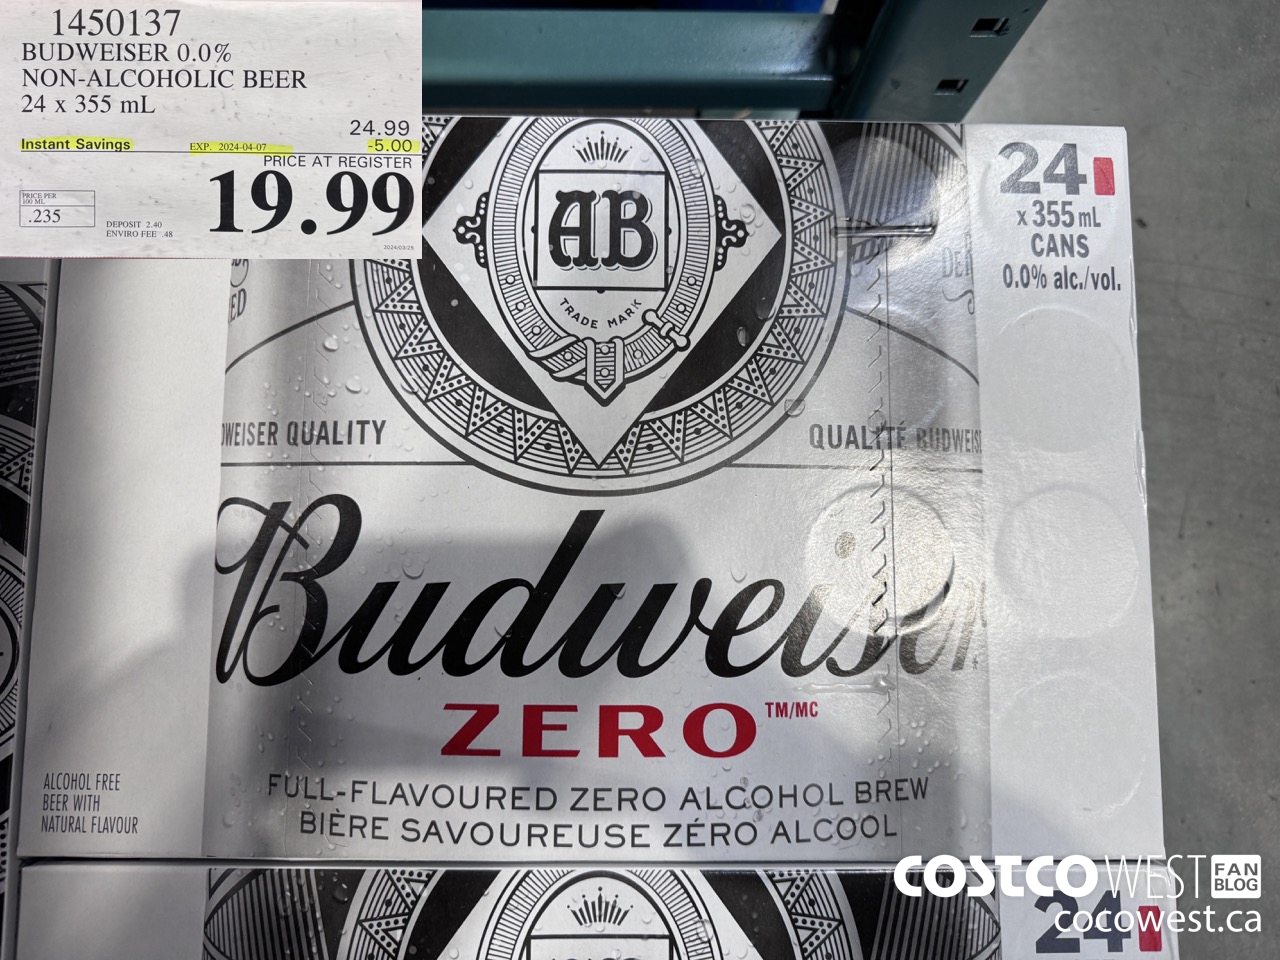 1450137
BUDWEISER 0.0%
NON-ALCOHOLIC BEER
24 x 355 mL
24.99
Instant Savings EXP. 2024-04-07 -5.00
PRICE AT REGISTER
19.99
PRICE PER
100 ML
.235
DEPOSIT 2.40
ENVIRO FEE .48
2024/03/25
AB
TRADE MARK
24
x 355 mL
CANS
0.0% alc./vol.
WEISER QUALITY
QUALITÉ BUDWEIS
Budweiser
ZERO TM/MC
FULL-FLAVOURED ZERO ALCOHOL BREW
BIÈRE SAVOUREUSE ZÉRO ALCOOL
ALCOHOL FREE
BEER WITH
NATURAL FLAVOUR
COSTCO WEST FAN BLOG
cocowest.ca
24